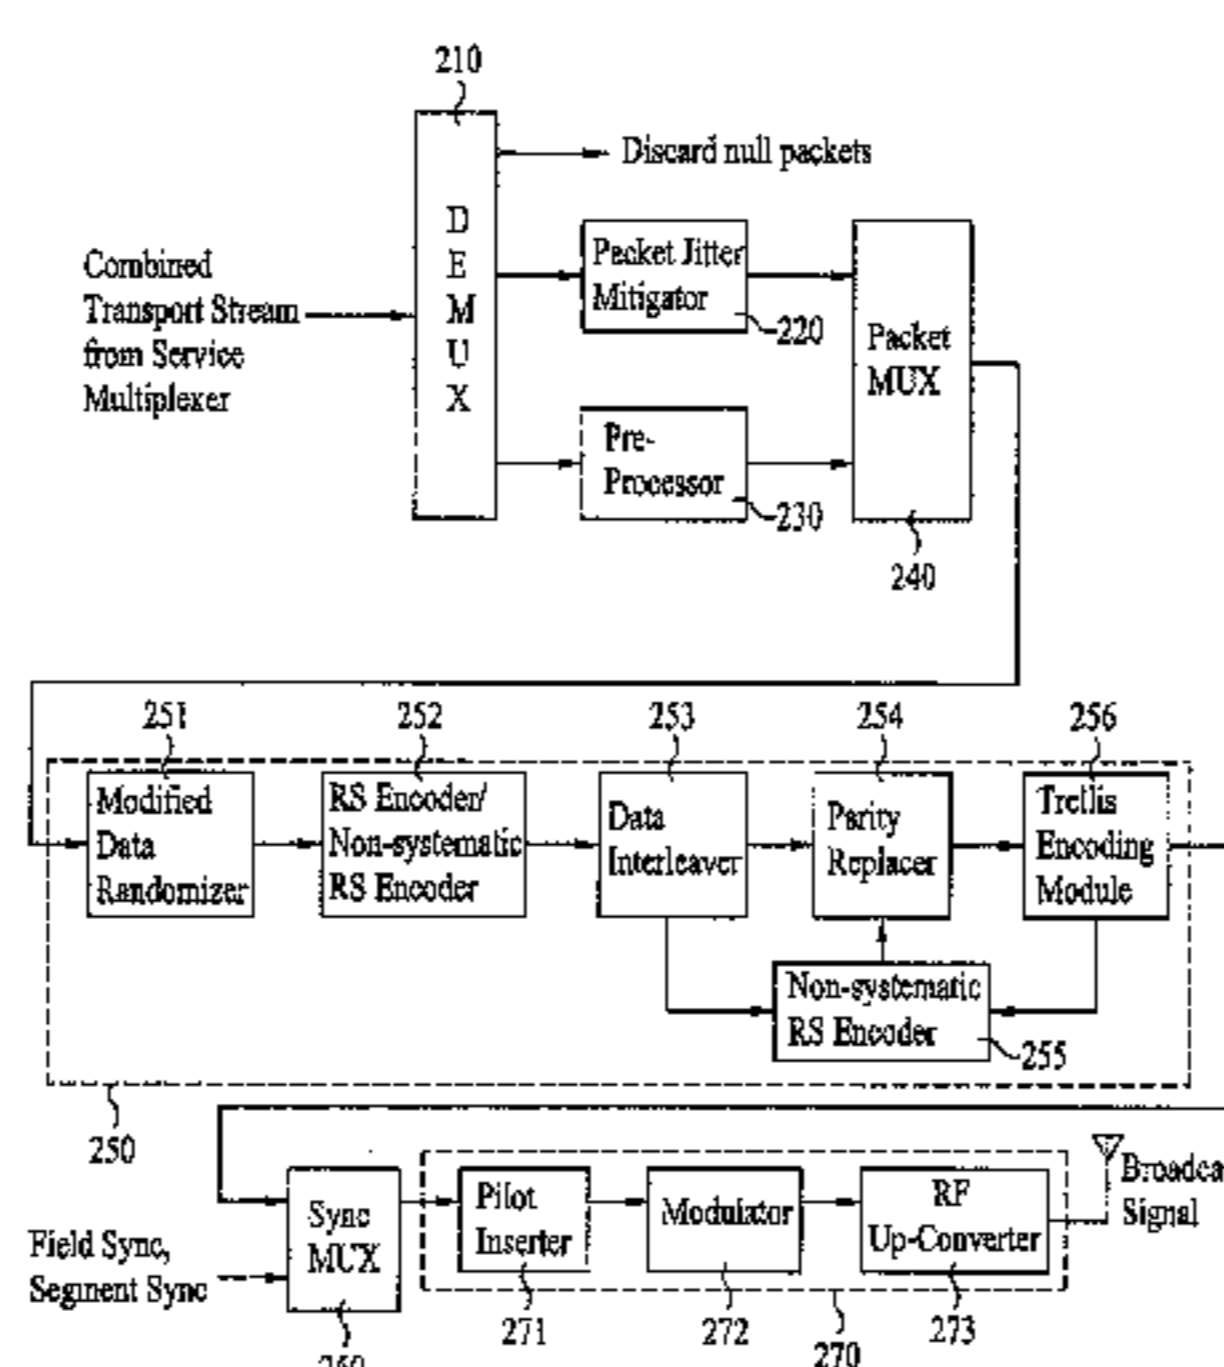 210
Discard null packets
DEMUX
Combined
Transport Stream
from Service
Multiplexer
Packet Jitter
Mitigator
220
Packet
MUX
Pre-
Processor
230
240
251
252
253
254
256
Modified
Data
Randomizer
RS Encoder/
Non-systematic
RS Encoder
Data
Interleaver
Parity
Replacer
Trellis
Encoding
Module
Non-systematic
RS Encoder
255
250
Sync
MUX
Field Sync,
Segment Sync
Pilot
Inserter
Modulator
RF
Up-Converter
Broadca
Signal
271
272
273
270